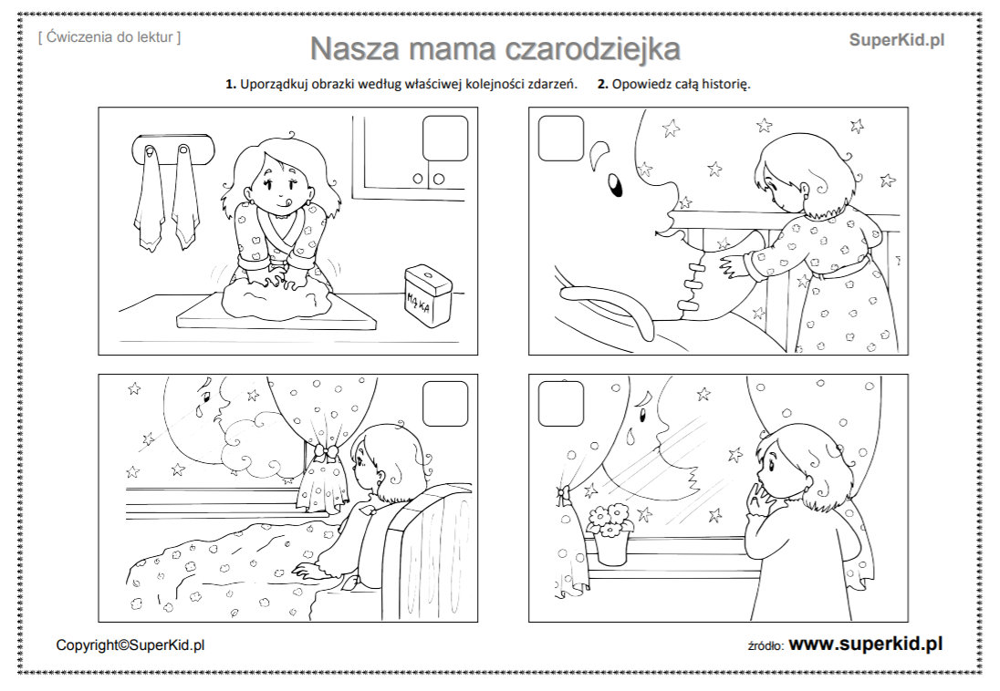 [ Ćwiczenia do lektur ]
SuperKid.pl
Nasza mama czarodziejka
1. Uporządkuj obrazki według właściwej kolejności zdarzeń. 2. Opowiedz całą historię.
MĄKA
Copyright©SuperKid.pl
źródło: www.superkid.pl